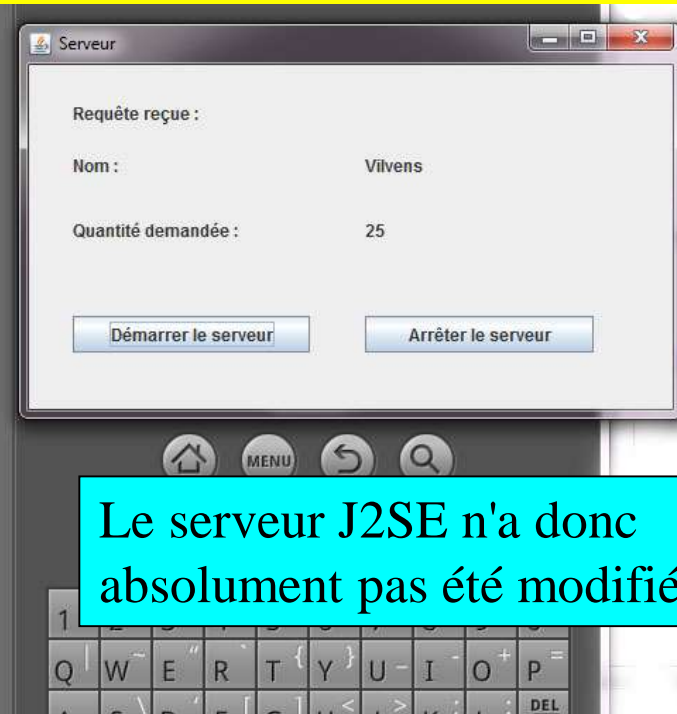 Serveur
Requête reçue :
Nom : Vilvens
Quantité demandée : 25
Démarrer le serveur Arrêter le serveur
MENU
Le serveur J2SE n'a donc
absolument pas été modifié
1
Q | W ~ E " R ` T { Y } U - I - O + P =
DEL